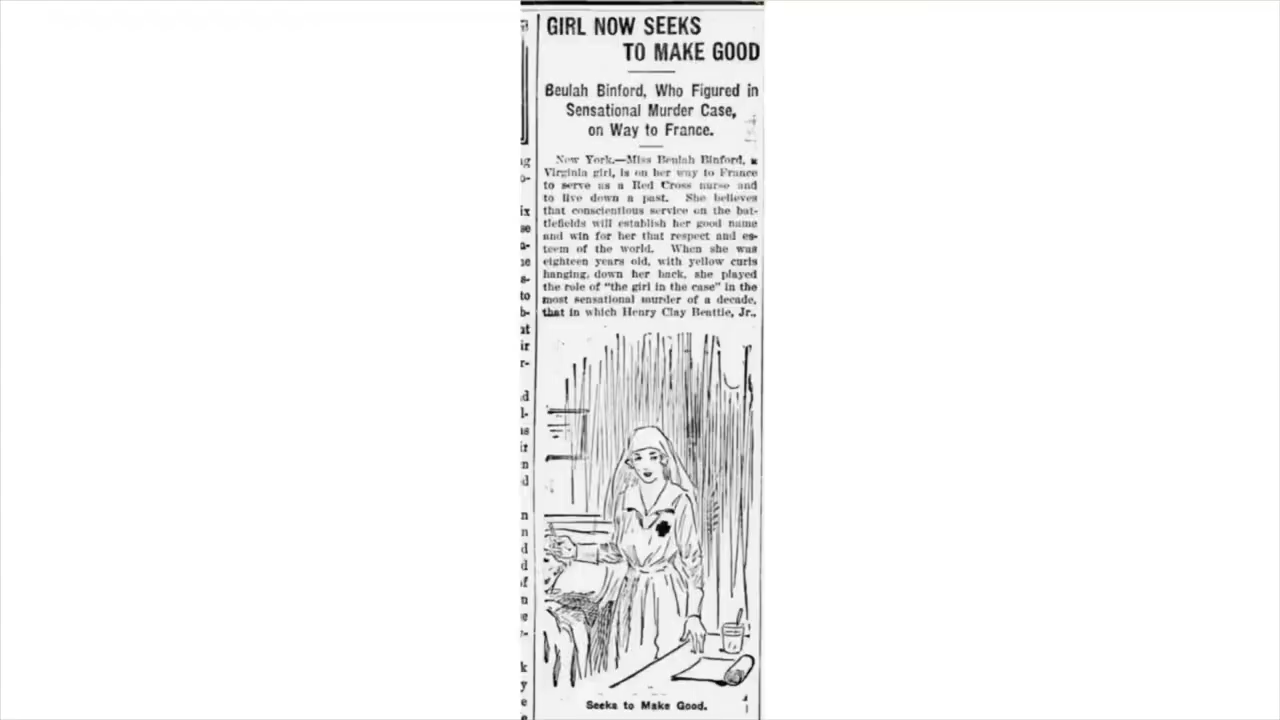 GIRL NOW SEEKS
TO MAKE GOOD
Beulah Binford, Who Figured in
Sensational Murder Case,
on Way to France.
New York.—Miss Beulah Binford, a
Virginia girl, is on her way to France
to serve as a Red Cross nurse and
to live down a past. She believes
that conscientious service on the bat-
tlefields will establish her good name
and win for her that respect and es-
teem of the world. When she was
eighteen years old, with yellow curls
hanging down her back, she played
the role of "the girl in the case" in the
most sensational murder of a decade,
that in which Henry Clay Beattie, Jr.,
Seeks to Make Good.